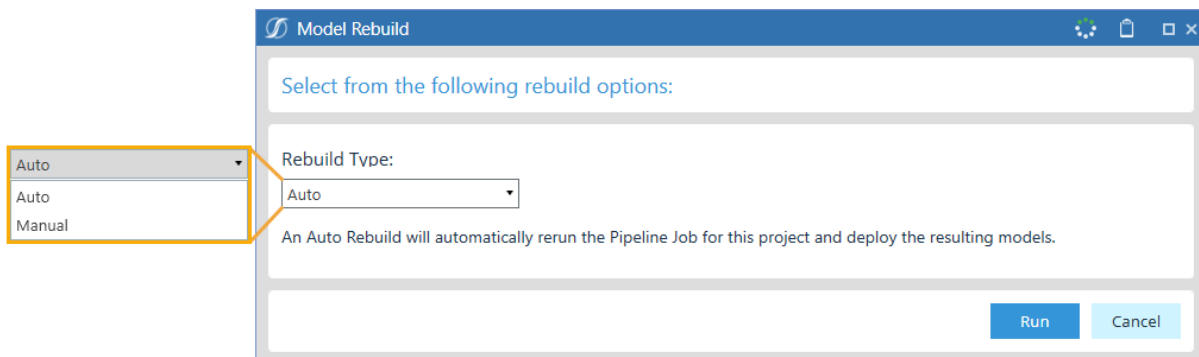 Model Rebuild
Select from the following rebuild options:
Auto
Auto
Manual
Rebuild Type:
Auto
An Auto Rebuild will automatically rerun the Pipeline Job for this project and deploy the resulting models.
Run
Cancel